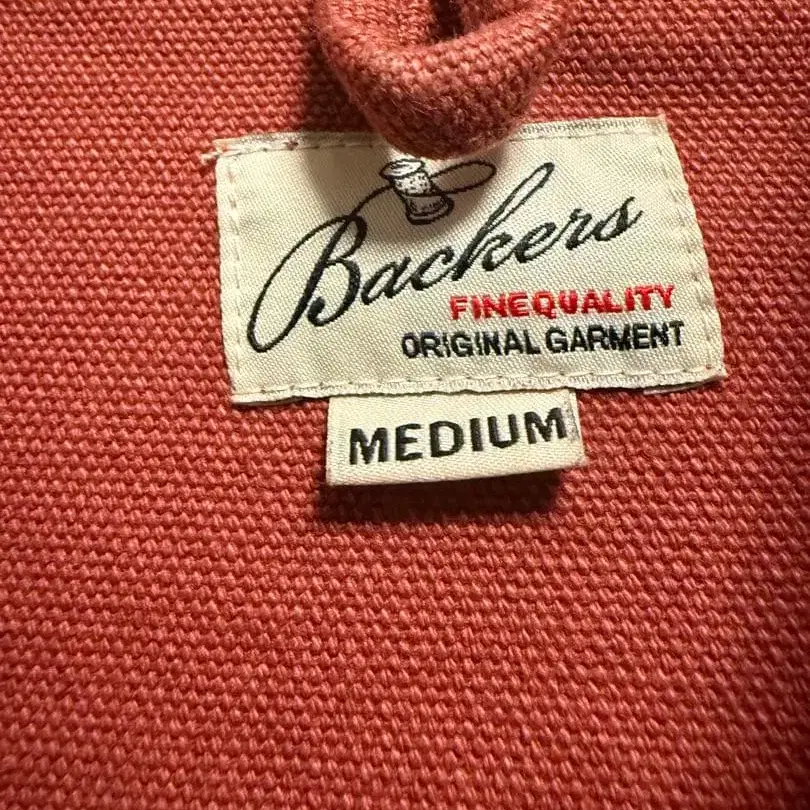 Backers
FINEQUALITY
ORIGINAL GARMENT
MEDIUM